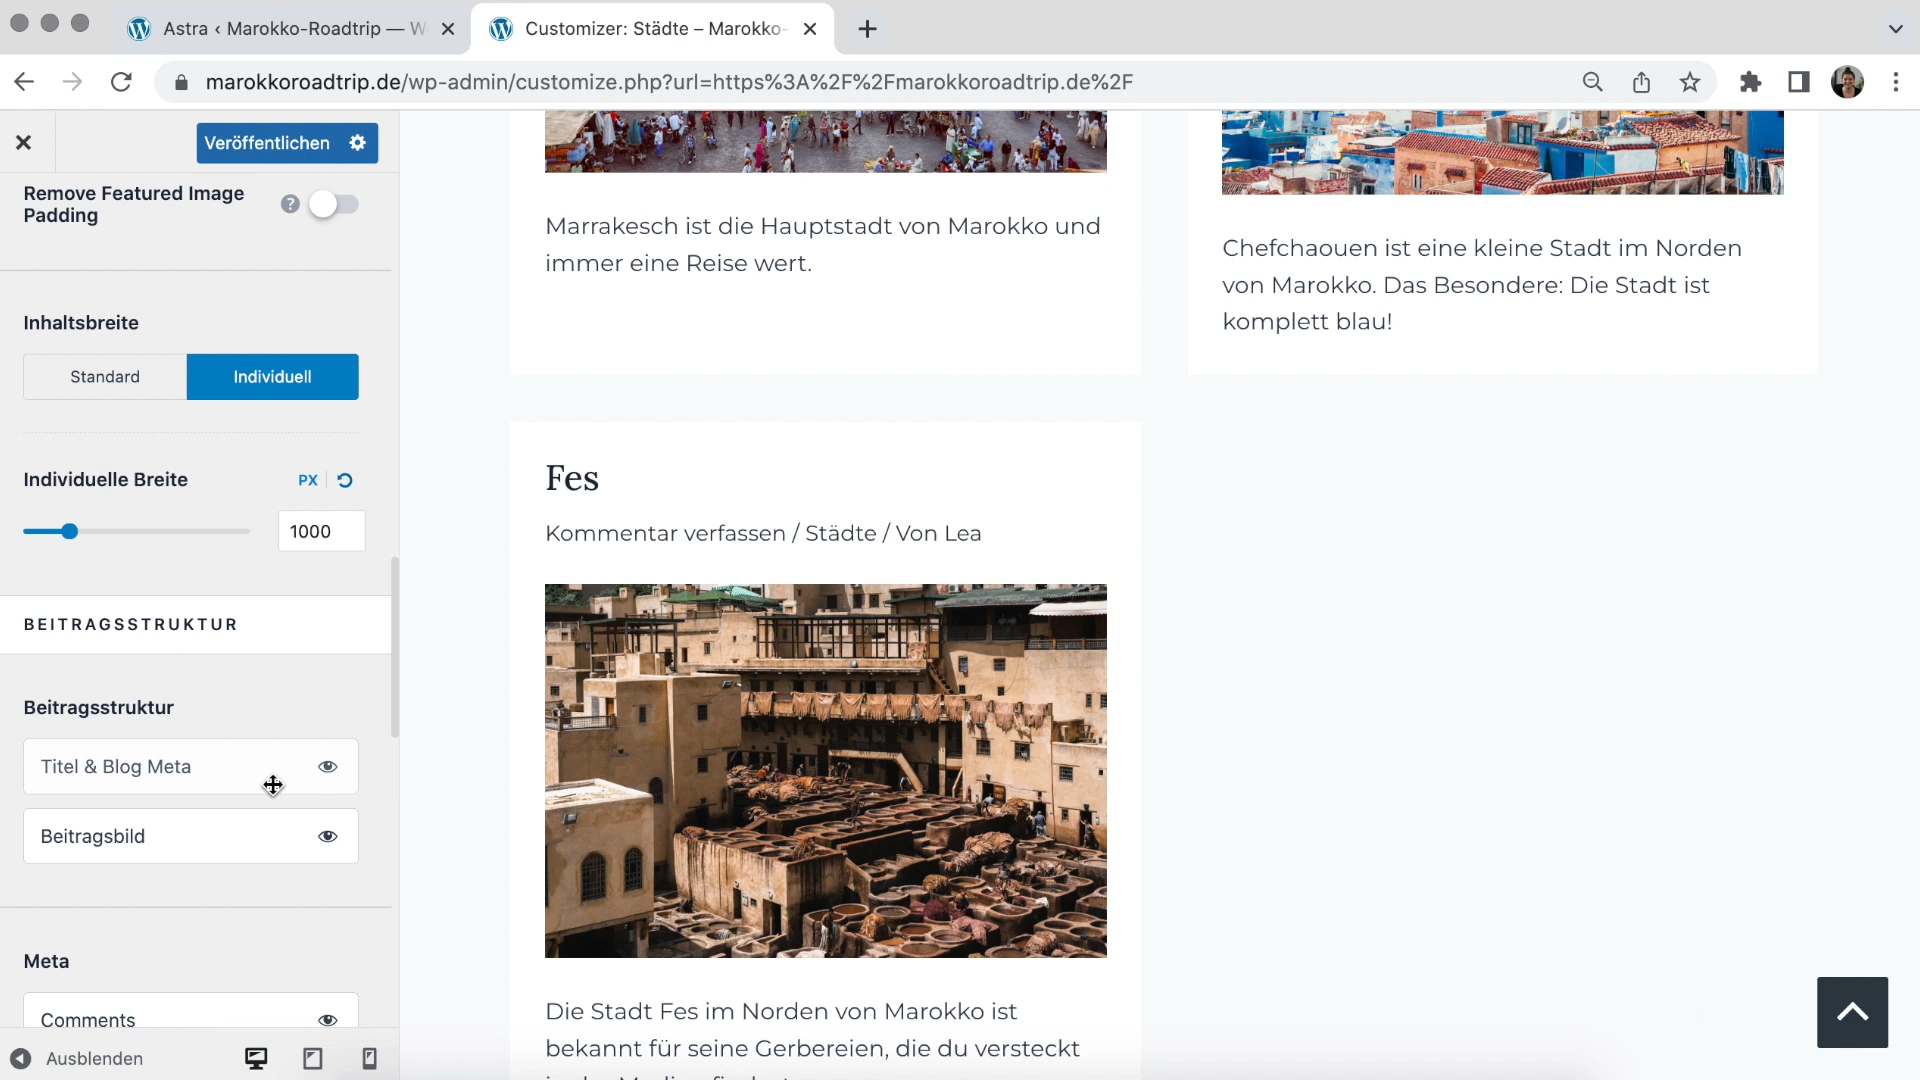 Astra ‹ Marokko-Roadtrip — W
Customizer: Städte – Marokko-
marokkoroadtrip.de/wp-admin/customize.php?url=https%3A%2F%2Fmarokkoroadtrip.de%2F
Veröffentlichen
Remove Featured Image
Padding
?
Inhaltsbreite
Standard
Individuell
Individuelle Breite
PX
1000
BEITRAGSSTRUKTUR
Beitragsstruktur
Titel & Blog Meta
Beitragsbild
Meta
Comments
Ausblenden
Marrakesch ist die Hauptstadt von Marokko und
immer eine Reise wert.
Chefchaouen ist eine kleine Stadt im Norden
von Marokko. Das Besondere: Die Stadt ist
komplett blau!
Fes
Kommentar verfassen / Städte / Von Lea
Die Stadt Fes im Norden von Marokko ist
bekannt für seine Gerbereien, die du versteckt